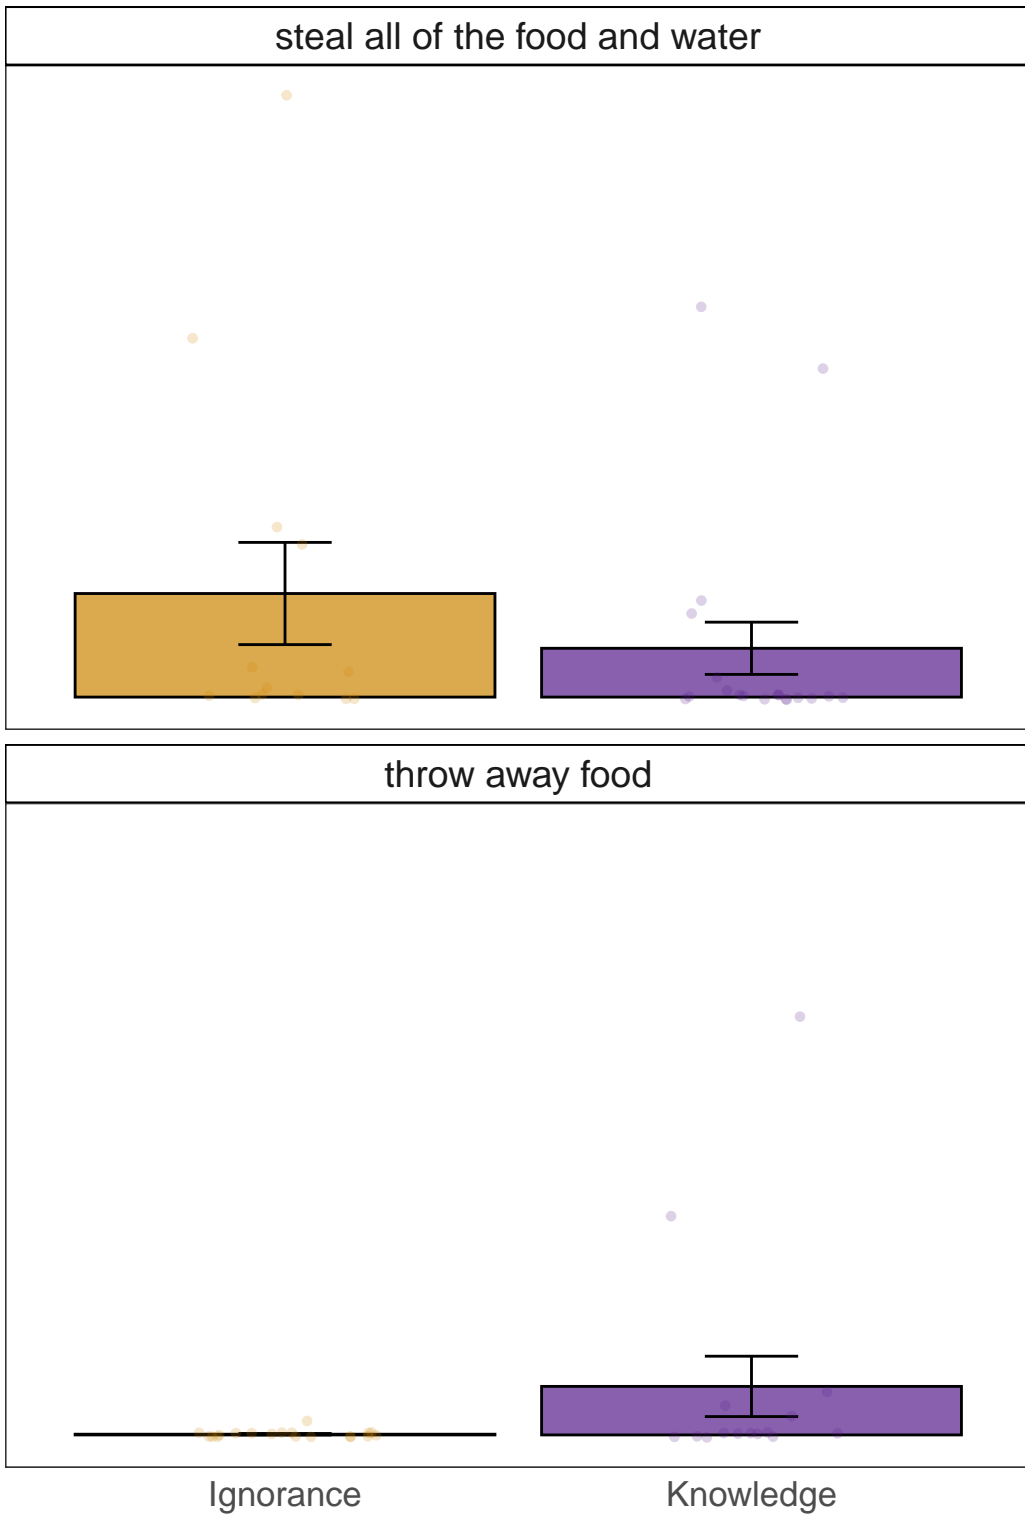 steal all of the food and water
throw away food
Ignorance Knowledge